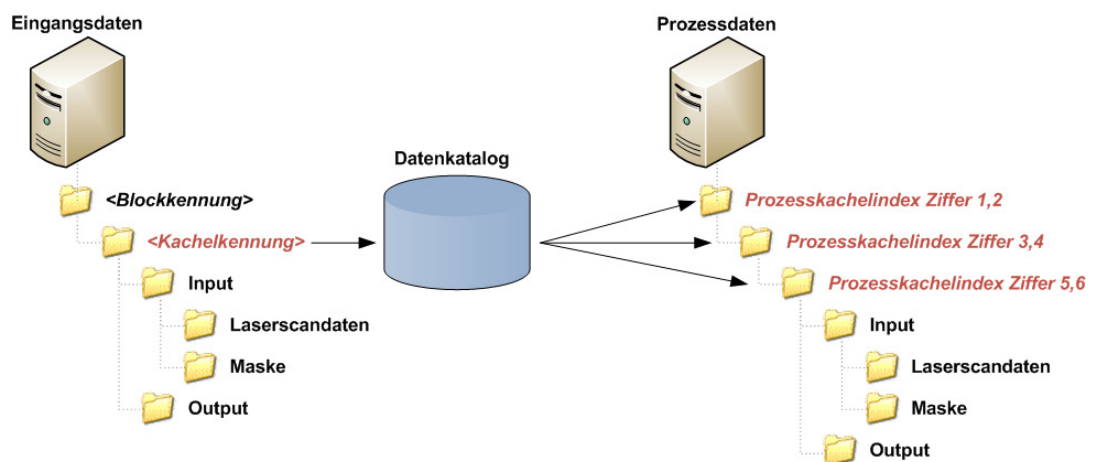 Eingangsdaten
<Blockkennung>
<Kachelkennung>
Input
Laserscandaten
Maske
Output
Datenkatalog
Prozessdaten
Prozesskachelindex Ziffer 1,2
Prozesskachelindex Ziffer 3,4
Prozesskachelindex Ziffer 5,6
Input
Laserscandaten
Maske
Output